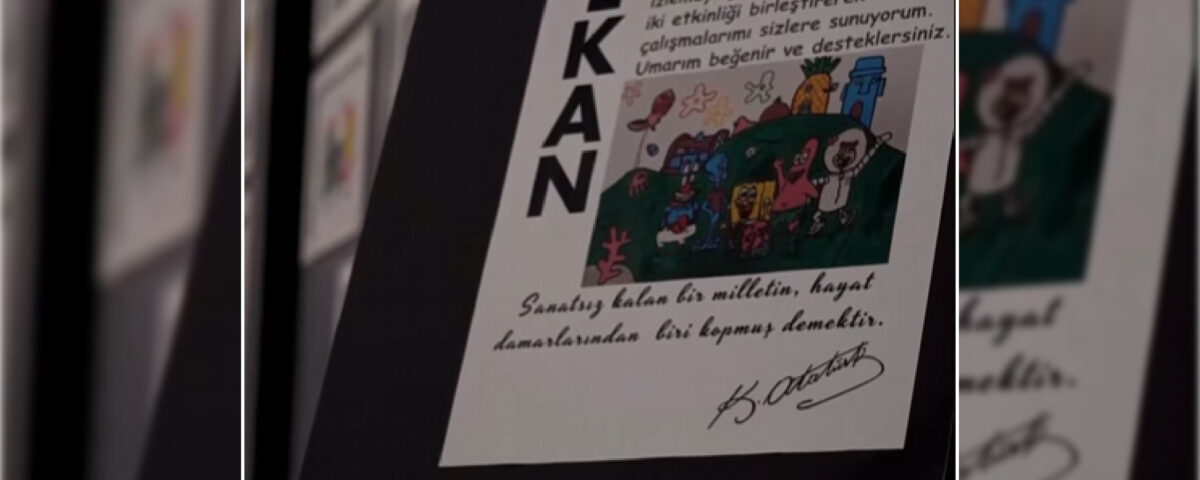 KAN
iki etkinliği
çalışmalarımı sizlere sunuyorum.
Umarım beğenir ve desteklersiniz.
Sanatsız kalan bir milletin, hayat
damarlarından biri kopmuş demektir.
K. Atatürk
hayat